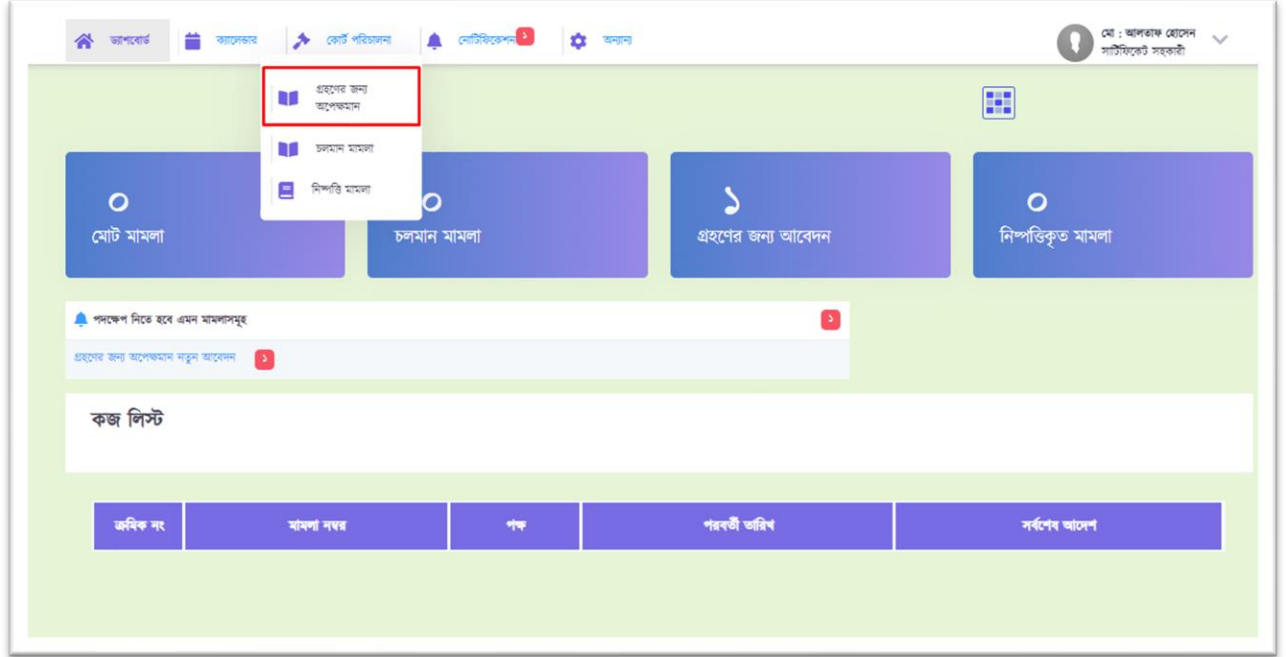 ড্যাশবোর্ড ক্যালেন্ডার কোর্ট পরিচালনা নোটিফিকেশন ১ অন্যান্য
মো : আলতাফ হোসেন
সার্টিফিকেট সহকারী
গ্রহণের জন্য
অপেক্ষমান
চলমান মামলা
নিষ্পত্তি মামলা
০ ০ ১ ০
মোট মামলা চলমান মামলা গ্রহণের জন্য আবেদন নিষ্পত্তিকৃত মামলা
পদক্ষেপ নিতে হবে এমন মামলাসমূহ ১
গ্রহণের জন্য অপেক্ষমান নতুন আবেদন ১
কজ লিস্ট
ক্রমিক নং মামলা নম্বর পক্ষ পরবর্তী তারিখ সর্বশেষ আদেশ